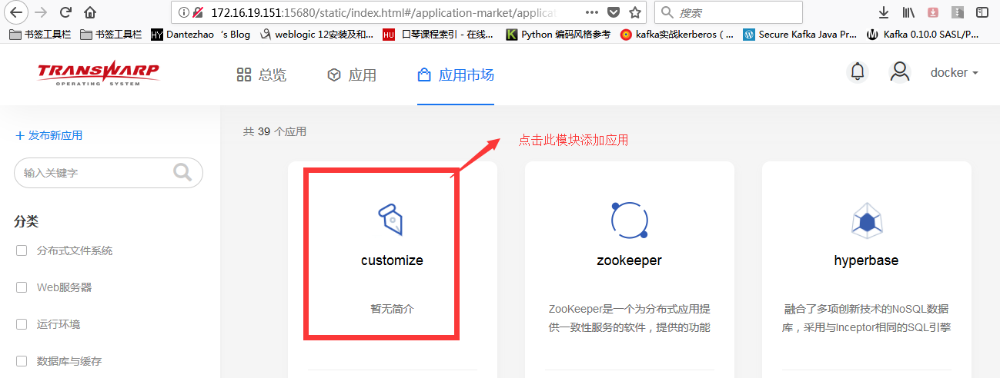 172.16.19.151:15680/static/index.html#/application-market/applica
搜索
书签工具栏
书签工具栏
HY Dantezhao ‘s Blog
weblogic 12安装及和...
HU 口琴课程索引 - 在线...
K Python 编码风格参考
kafka实战kerberos ( ...
Secure Kafka Java Pr...
Kafka 0.10.0 SASL/P...
TRANSWARP
OPERATING SYSTEM
总览
应用
应用市场
docker
+ 发布新应用
共 39 个应用
点击此模块添加应用
输入关键字
分类
分布式文件系统
Web服务器
运行环境
数据库与缓存
customize
暂无简介
zookeeper
ZooKeeper是一个为分布式应用提
供一致性服务的软件，提供的功能
hyperbase
融合了多项创新技术的NoSQL数据
库，采用与Inceptor相同的SQL引擎